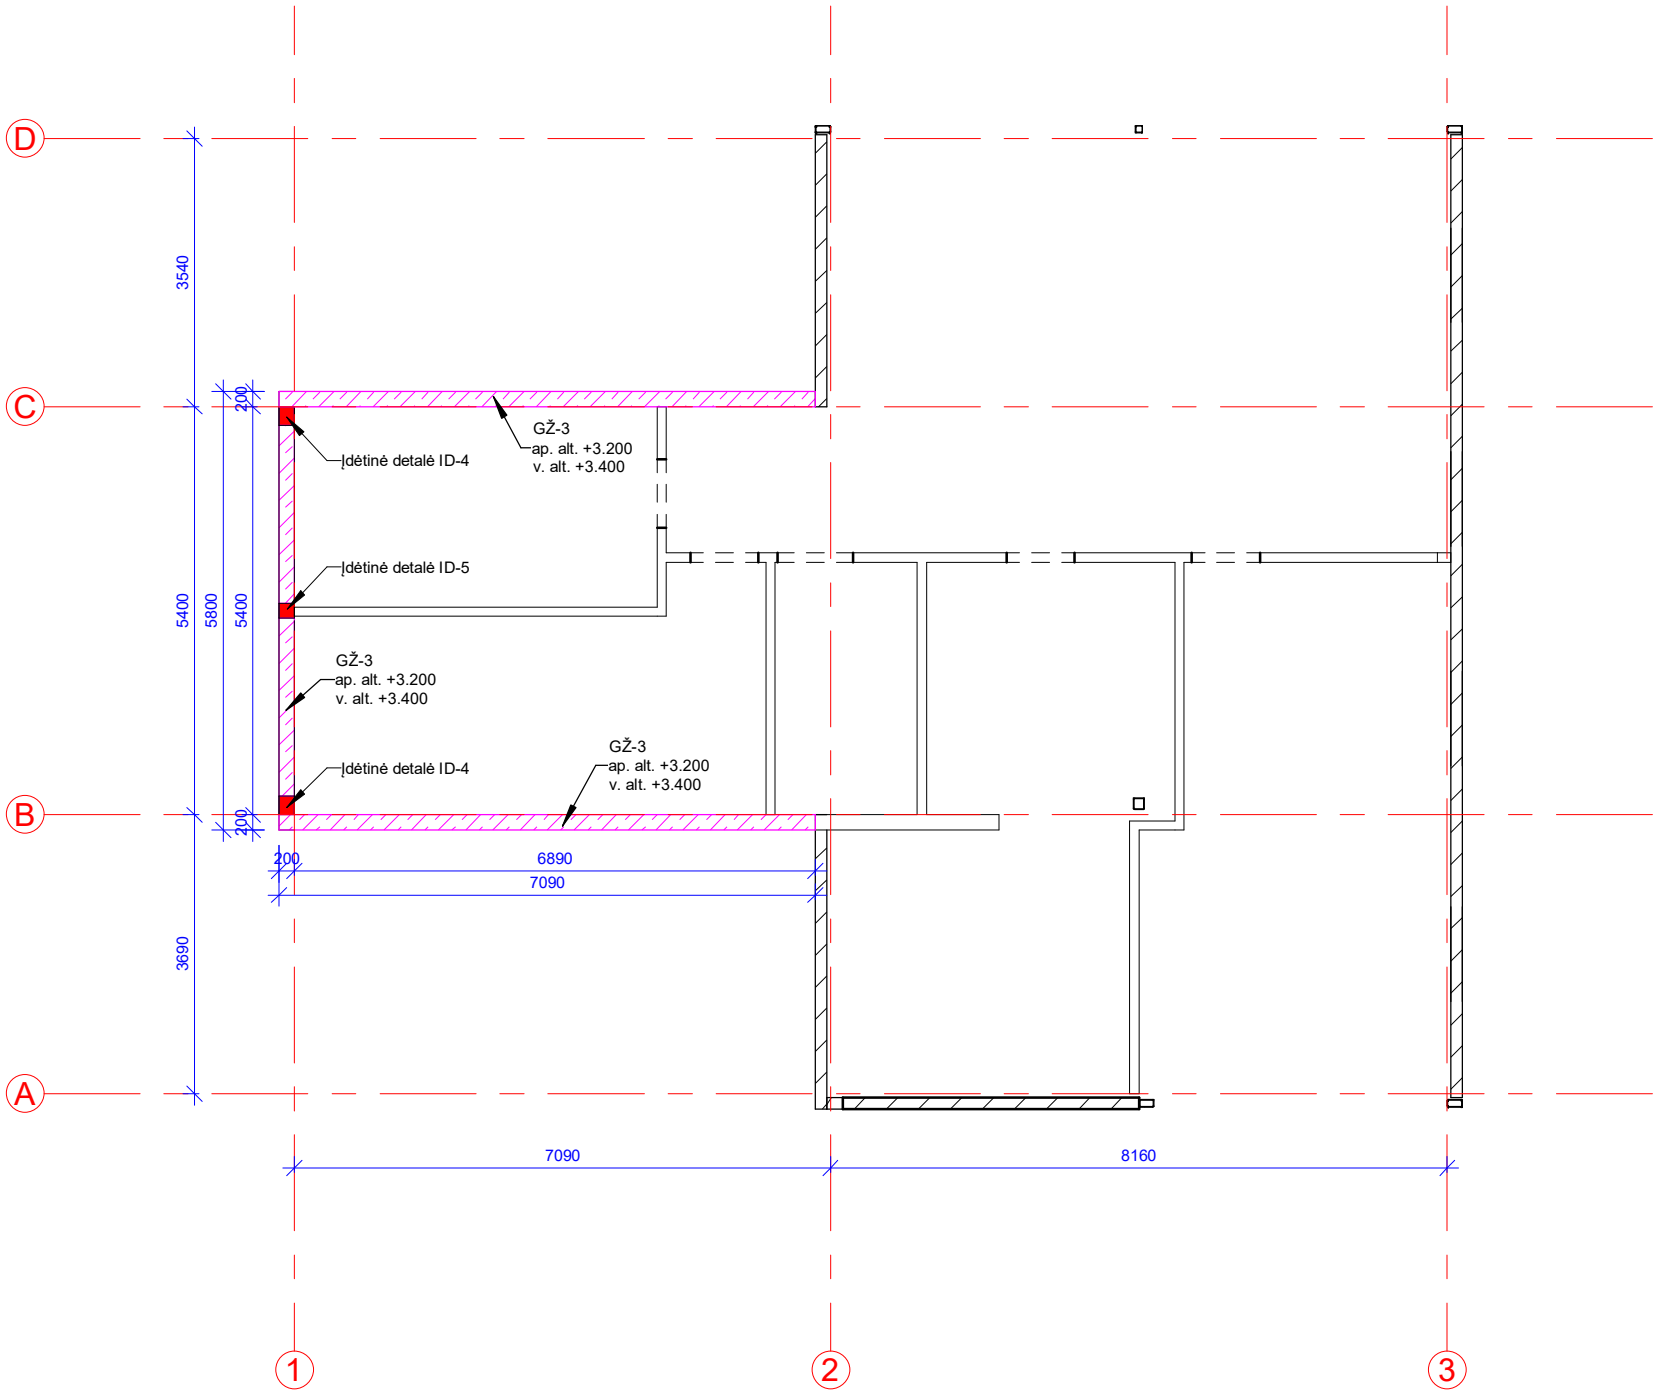 D
3540
C
200
GŽ-3
ap. alt. +3.200
v. alt. +3.400
Įdėtinė detalė ID-4
Įdėtinė detalė ID-5
5400
5800
5400
GŽ-3
ap. alt. +3.200
v. alt. +3.400
GŽ-3
ap. alt. +3.200
v. alt. +3.400
Įdėtinė detalė ID-4
B
200
200
6890
7090
3690
A
7090
8160
1
2
3